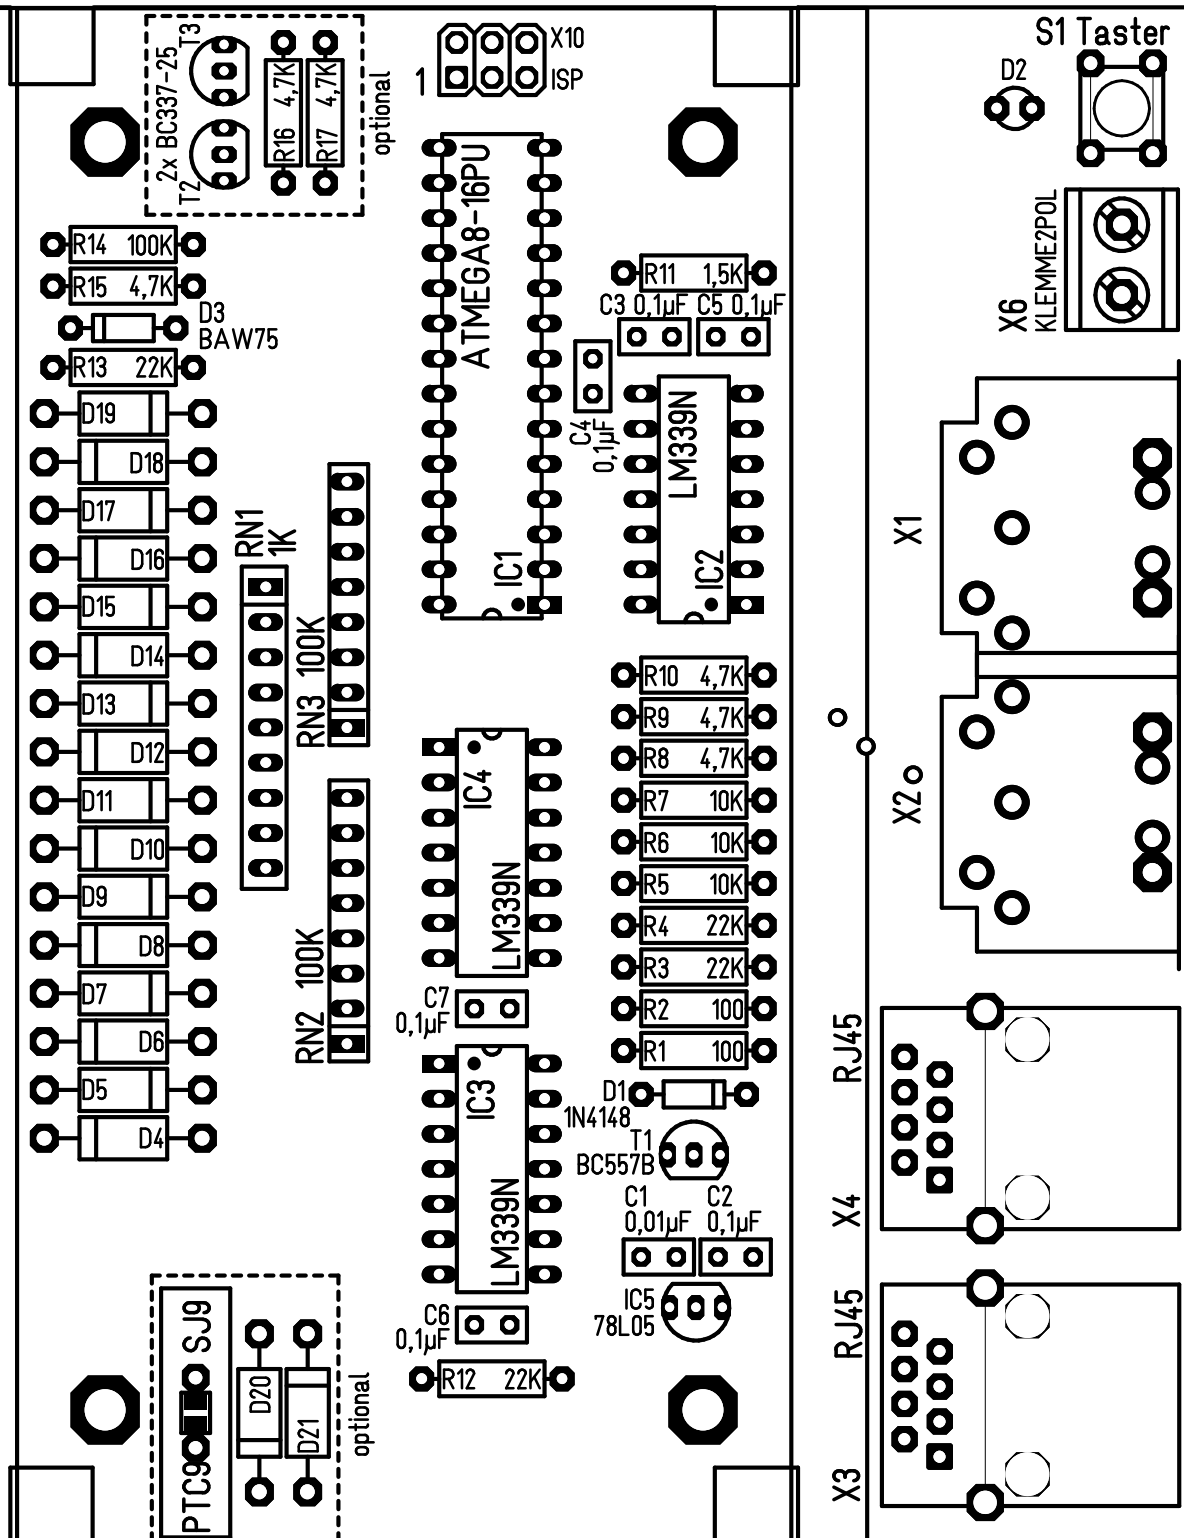 S1 Taster
D2
KLEMME2POL
X6
T3
2x BC337-25
T2
4,7K
R16
4,7K
R17
optional
X10
1
ISP
ATMEGA8-16PU
IC1
R14 100K
R15 4,7K
D3
BAW75
R13 22K
R11 1,5K
C3 0,1µF C5 0,1µF
C4
0,1µF
LM339N
IC2
D19
D18
D17
D16
D15
D14
D13
D12
D11
D10
D9
D8
D7
D6
D5
D4
RN1
1K
100K
RN3
100K
RN2
IC4
LM339N
C7
0,1µF
IC3
LM339N
C6
0,1µF
R12 22K
R10 4,7K
R9 4,7K
R8 4,7K
R7 10K
R6 10K
R5 10K
R4 22K
R3 22K
R2 100
R1 100
D1
1N4148
T1
BC557B
C1 C2
0,01µF 0,1µF
IC5
78L05
X1
X2
RJ45
X4
RJ45
X3
SJ9
PTC9
D20
D21
optional